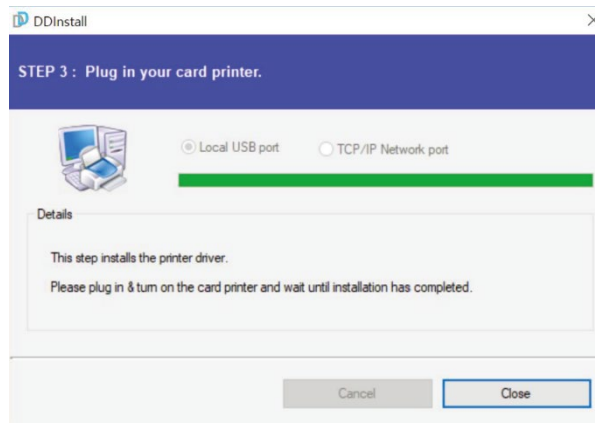 DDInstall
STEP 3 : Plug in your card printer.
Local USB port
TCP/IP Network port
Details
This step installs the printer driver.
Please plug in & turn on the card printer and wait until installation has completed.
Cancel
Close